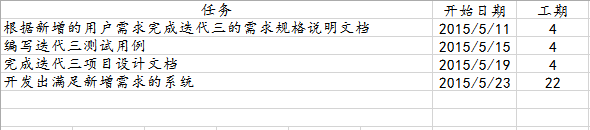 任务 开始日期 工期
根据新增的用户需求完成迭代三的需求规格说明文档 2015/5/11 4
编写迭代三测试用例 2015/5/15 4
完成迭代三项目设计文档 2015/5/19 4
开发出满足新增需求的系统 2015/5/23 22